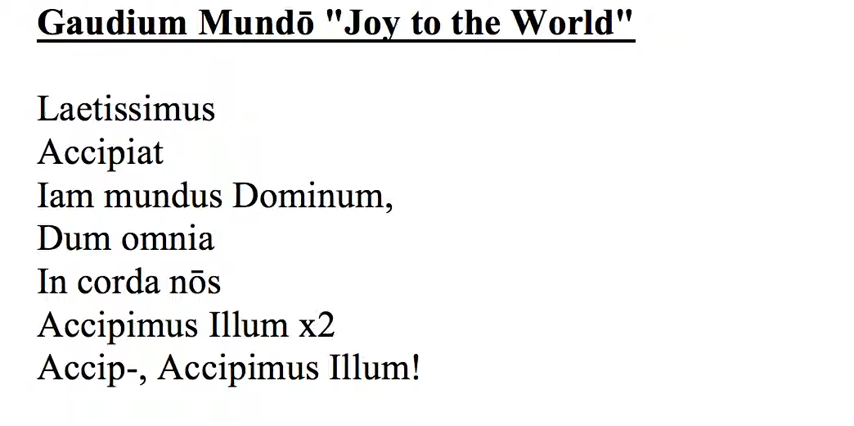 Gaudium Mundō "Joy to the World"
Laetissimus
Accipiat
Iam mundus Dominum,
Dum omnia
In corda nōs
Accipimus Illum x2
Accip-, Accipimus Illum!